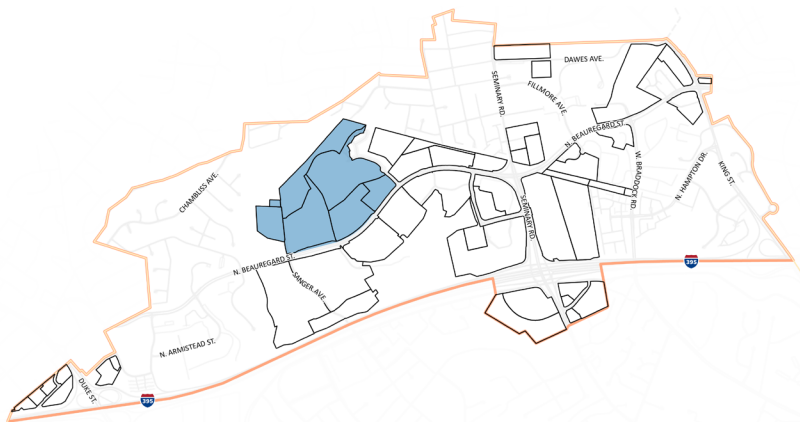 DAWES AVE.
SEMINARY RD.
FILLMORE AVE.
N. BEAUREGARD ST.
CHAMBLISS AVE.
W. BRADDOCK RD.
N. HAMPTON DR.
KING ST.
SEMINARY RD.
N. BEAUREGARD ST.
395
SANGER AVE.
N. ARMISTEAD ST.
DUKE ST.
395